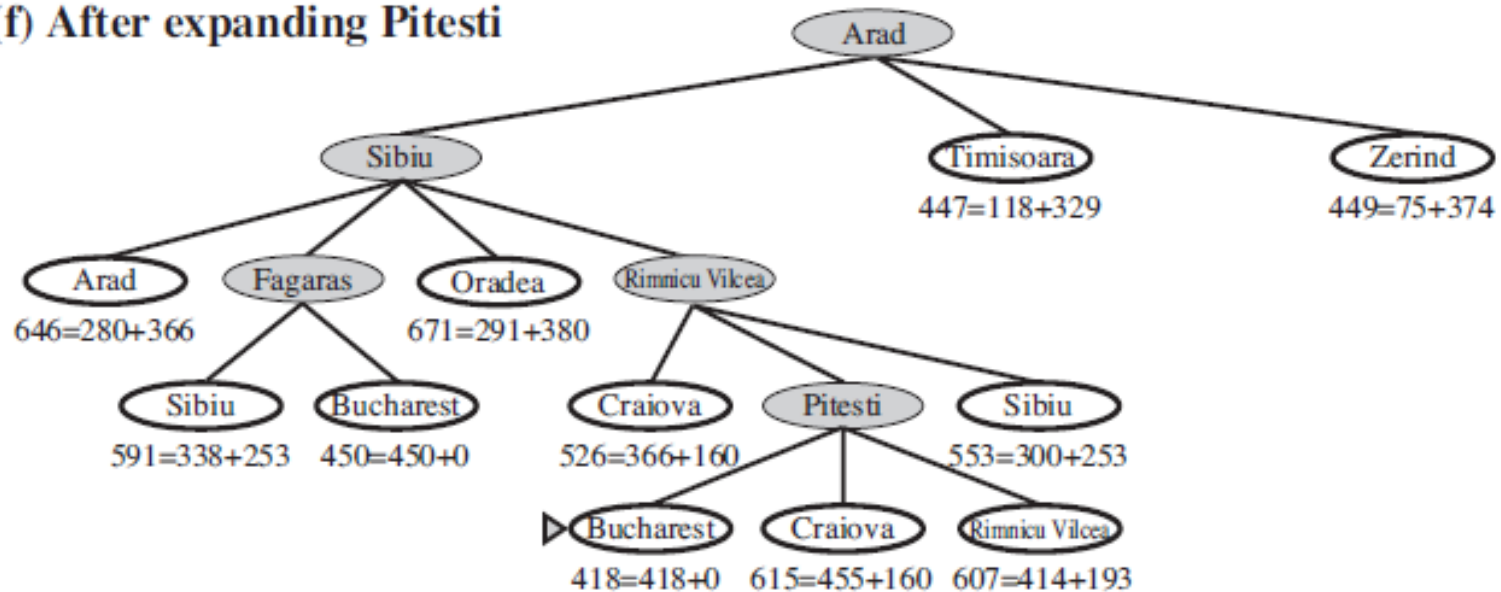 (f) After expanding Pitesti
Arad
Sibiu
Timisoara
Zerind
447=118+329
449=75+374
Arad
Fagaras
Oradea
Rimnicu Vilcea
646=280+366
671=291+380
Sibiu
Bucharest
Craiova
Pitesti
Sibiu
591=338+253
450=450+0
526=366+160
553=300+253
Bucharest
Craiova
Rimnicu Vilcea
418=418+0
615=455+160
607=414+193